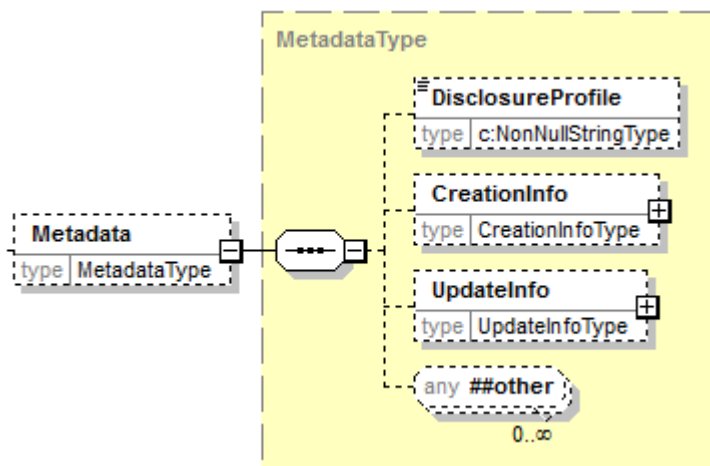 MetadataType
DisclosureProfile
type c:NonNullStringType
CreationInfo
type CreationInfoType
Metadata
type MetadataType
UpdateInfo
type UpdateInfoType
any ##other
0..∞